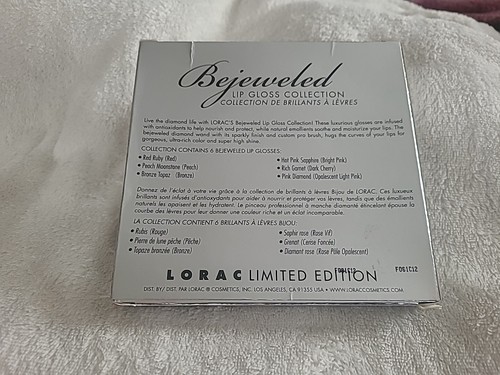 Bejeweled
LIP GLOSS COLLECTION
COLLECTION DE BRILLANTS À LÈVRES
Live the diamond life with LORAC'S Bejeweled Lip Gloss Collection! These luxurious glosses are infused
with antioxidants to help nourish and protect, while natural emollients soothe and moisturize your lips. The
bejeweled diamond wand with its sparkly finish and custom pro brush, hugs the curves of your lips for
gorgeous, ultra-rich color and super high shine.
COLLECTION CONTAINS 6 BEJEWELED LIP GLOSSES:
• Red Ruby (Red)
• Peach Moonstone (Peach)
• Bronze Topaz (Bronze)
• Hot Pink Sapphire (Bright Pink)
• Rich Garnet (Dark Cherry)
• Pink Diamond (Opalescent Light Pink)
Donnez de l'éclat à votre vie grâce à la collection de brillants à lèvres Bijou de LORAC. Ces luxueux
brillants sont infusés d'antioxydants pour aider à nourrir et protéger vos lèvres, tandis que des émollients
naturels les apaisent et les hydratent. Le pinceau professionnel à manche diamanté étincelant épouse la
courbe des lèvres pour leur donner une couleur riche et un éclat incomparable.
LA COLLECTION CONTIENT 6 BRILLANTS À LÈVRES BIJOU:
• Rubis (Rouge)
• Pierre de lune pêche (Pêche)
• Topaze bronzée (Bronze)
• Saphir rose (Rose Vif)
• Grenat (Cerise Foncée)
• Diamant rose (Rose Pâle Opalescent)
LORAC LIMITED EDITION
F061C12
DIST. BY/ DIST. PAR LORAC ® COSMETICS, INC. LOS ANGELES, CA 91355 USA • WWW.LORACCOSMETICS.COM